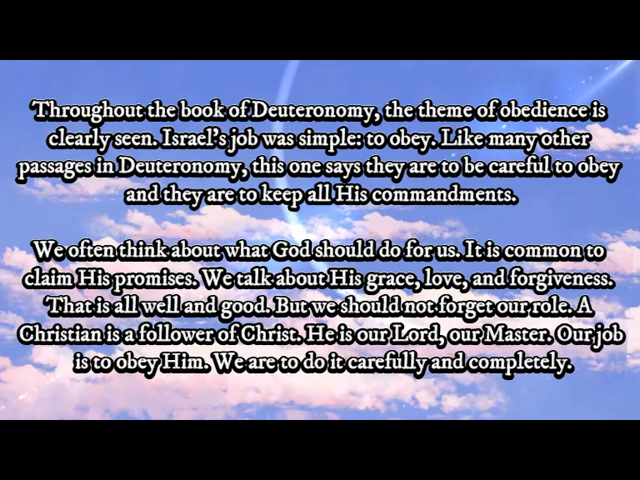 Throughout the book of Deuteronomy, the theme of obedience is
clearly seen. Israel's job was simple: to obey. Like many other
passages in Deuteronomy, this one says they are to be careful to obey
and they are to keep all His commandments.
We often think about what God should do for us. It is common to
claim His promises. We talk about His grace, love, and forgiveness.
That is all well and good. But we should not forget our role. A
Christian is a follower of Christ. He is our Lord, our Master. Our job
is to obey Him. We are to do it carefully and completely.